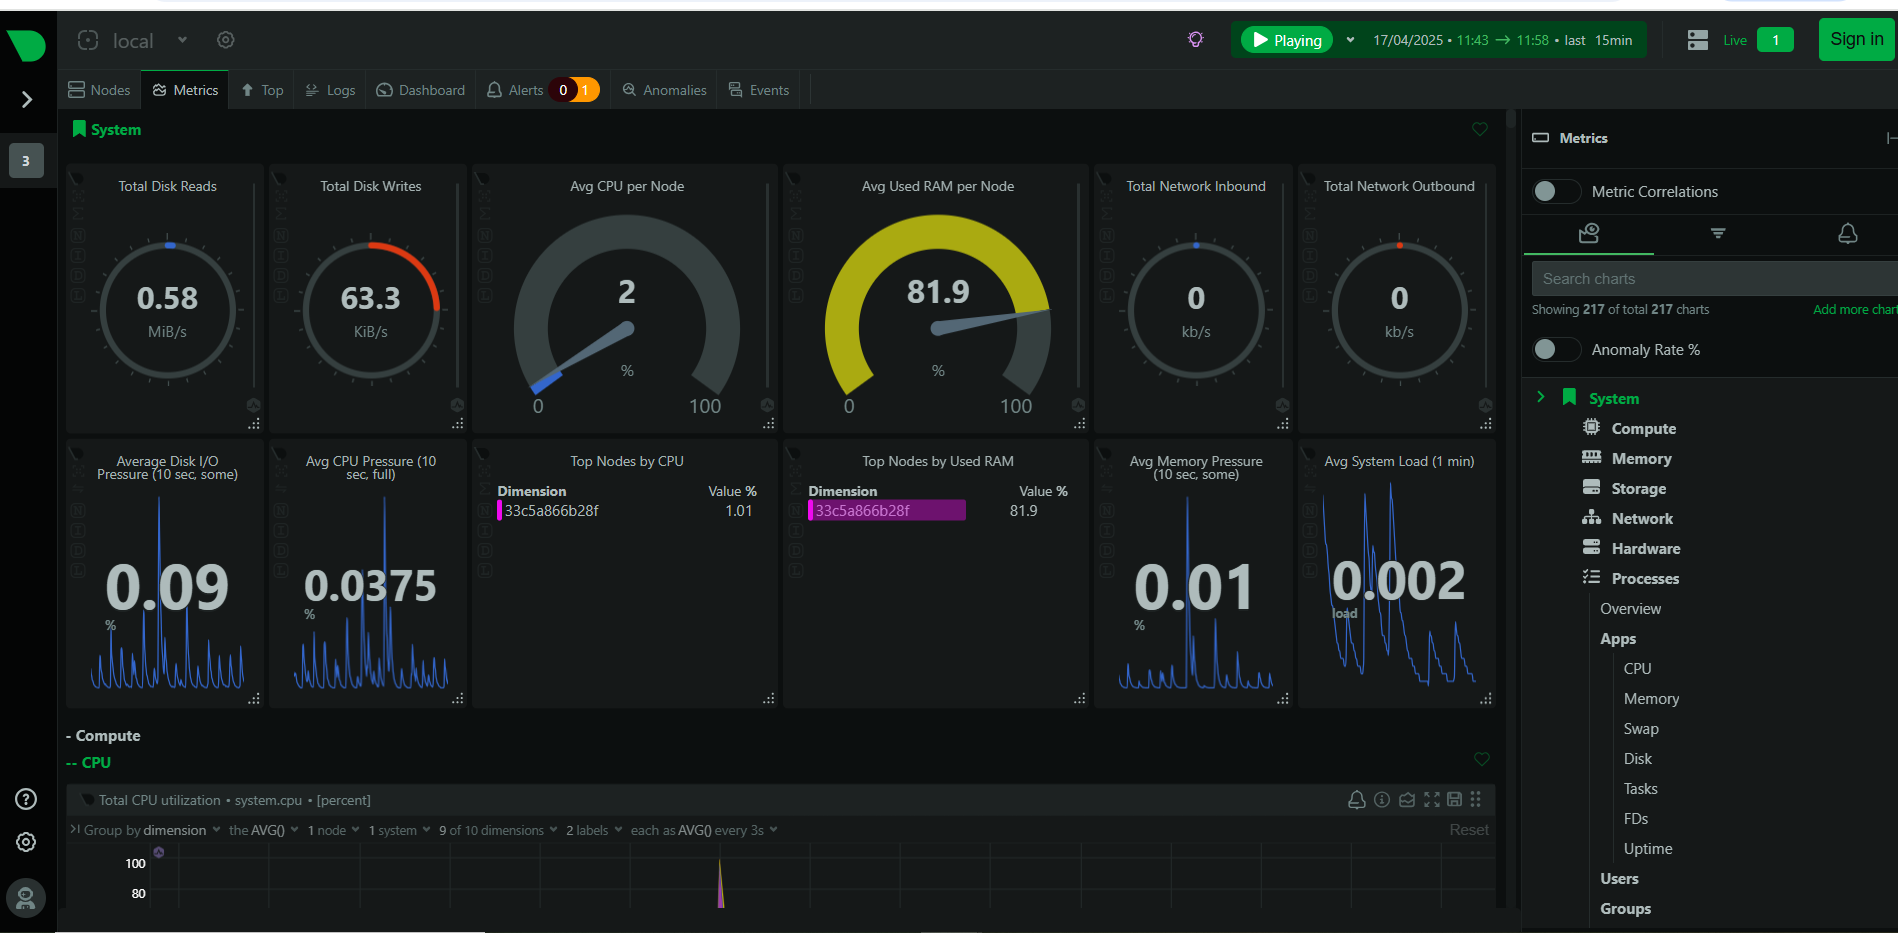 local
Playing 17/04/2025 • 11:43 → 11:58 • last 15min
Live 1
Sign in
Nodes Metrics Top Logs Dashboard Alerts 0 1 Anomalies Events
3
System
Total Disk Reads
0.58
MiB/s
Total Disk Writes
63.3
KiB/s
Avg CPU per Node
2
%
0 100
Avg Used RAM per Node
81.9
%
0 100
Total Network Inbound
0
kb/s
Total Network Outbound
0
kb/s
Average Disk I/O
Pressure (10 sec, some)
0.09
%
Avg CPU Pressure (10
sec, full)
0.0375
%
Top Nodes by CPU
Dimension Value %
33c5a866b28f 1.01
Top Nodes by Used RAM
Dimension Value %
33c5a866b28f 81.9
Avg Memory Pressure
(10 sec, some)
0.01
%
Avg System Load (1 min)
0.002
load
- Compute
-- CPU
Total CPU utilization • system.cpu • [percent]
Group by dimension the AVG() 1 node 1 system 9 of 10 dimensions 2 labels each as AVG() every 3s Reset
100
80
Metrics
Metric Correlations
Search charts
Showing 217 of total 217 charts Add more char
Anomaly Rate %
System
Compute
Memory
Storage
Network
Hardware
Processes
Overview
Apps
CPU
Memory
Swap
Disk
Tasks
FDs
Uptime
Users
Groups